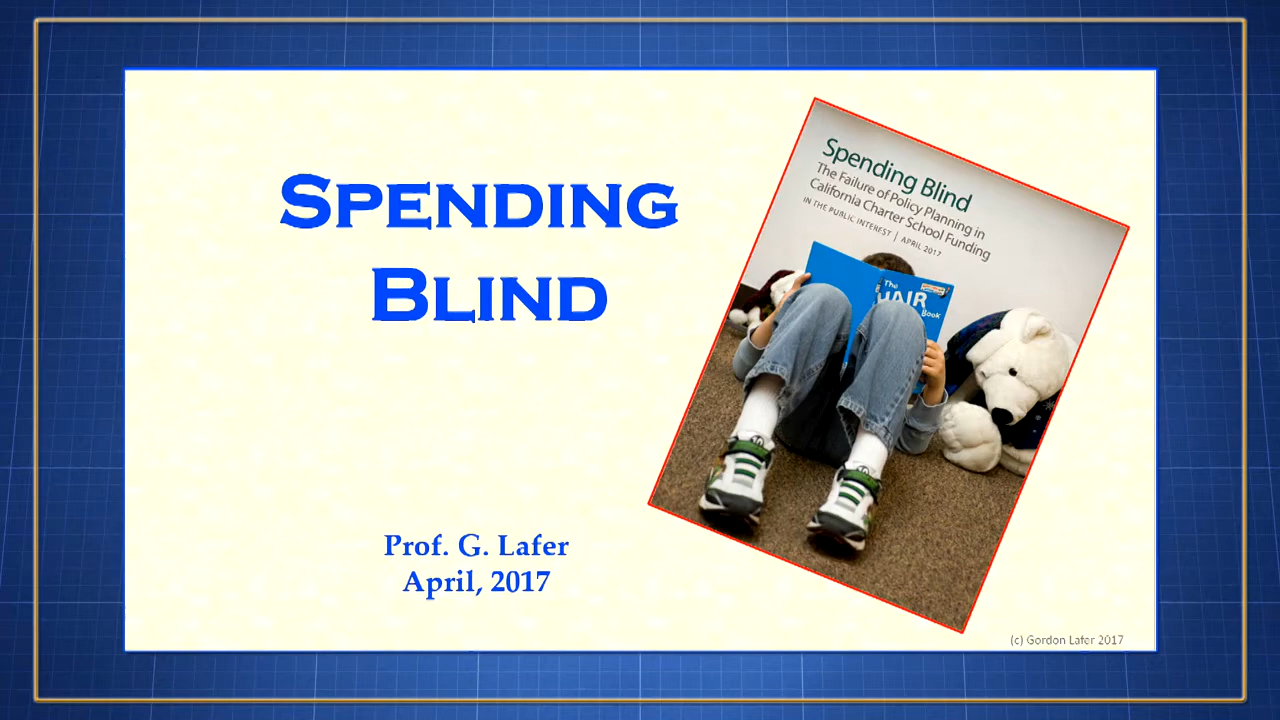 SPENDING
BLIND
Prof. G. Lafer
April, 2017
Spending Blind
The Failure of Policy Planning in
California Charter School Funding
IN THE PUBLIC INTEREST | APRIL 2017
The
HAIR
Book
(c) Gordon Lafer 2017